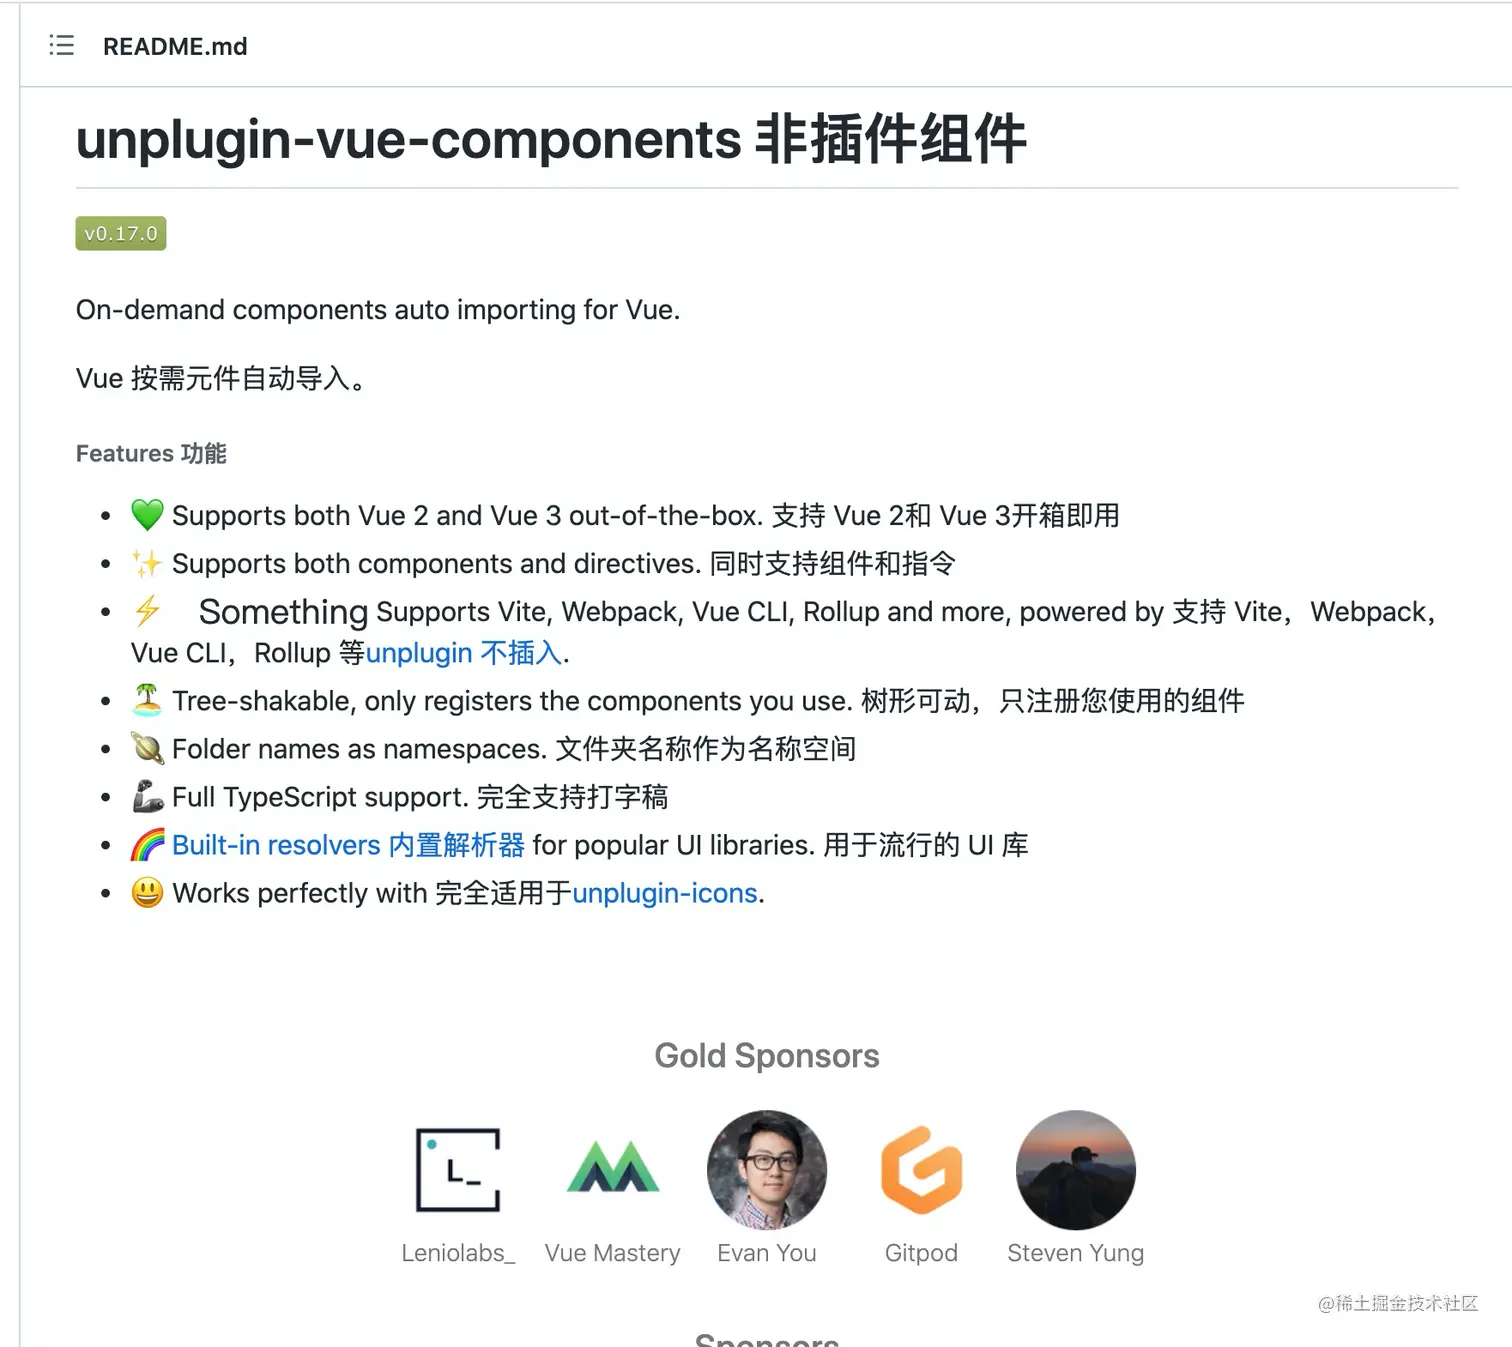 README.md
unplugin-vue-components 非插件组件
v0.17.0
On-demand components auto importing for Vue.
Vue 按需元件自动导入。
Features 功能
💚 Supports both Vue 2 and Vue 3 out-of-the-box. 支持 Vue 2和 Vue 3开箱即用
✨ Supports both components and directives. 同时支持组件和指令
⚡ Something Supports Vite, Webpack, Vue CLI, Rollup and more, powered by 支持 Vite，Webpack，
Vue CLI，Rollup 等unplugin 不插入.
🏝 Tree-shakable, only registers the components you use. 树形可动，只注册您使用的组件
🪐 Folder names as namespaces. 文件夹名称作为名称空间
🦾 Full TypeScript support. 完全支持打字稿
🌈 Built-in resolvers 内置解析器 for popular UI libraries. 用于流行的 UI 库
😃 Works perfectly with 完全适用于unplugin-icons.
Gold Sponsors
L_
Leniolabs_ Vue Mastery Evan You Gitpod Steven Yung
@稀土掘金技术社区
Sponsors